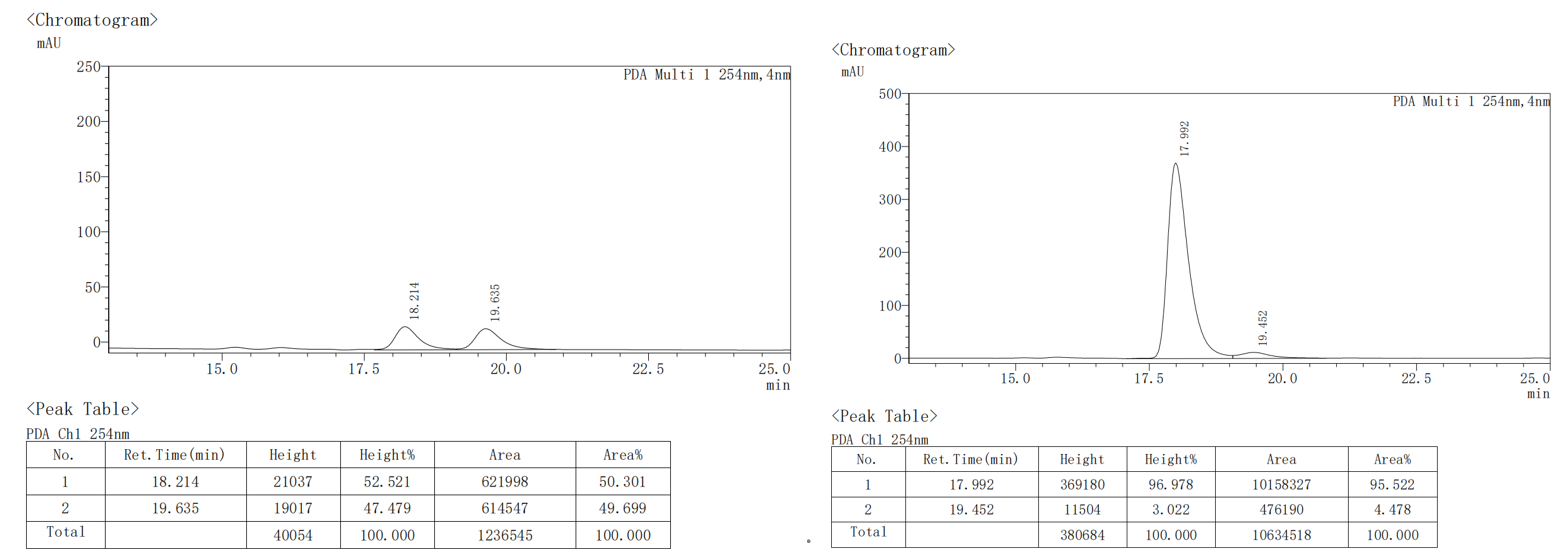 <Chromatogram>
mAU
PDA Multi 1 254nm,4nm
250
200
150
100
50
0
18.214
19.635
15.0
17.5
20.0
22.5
25.0
min
<Peak Table>
PDA Ch1 254nm
No. Ret.Time(min) Height Height% Area Area%
1 18.214 21037 52.521 621998 50.301
2 19.635 19017 47.479 614547 49.699
Total 40054 100.000 1236545 100.000
<Chromatogram>
mAU
PDA Multi 1 254nm,4nm
500
400
300
200
100
0
17.992
19.452
15.0
17.5
20.0
22.5
25.0
min
<Peak Table>
PDA Ch1 254nm
No. Ret.Time(min) Height Height% Area Area%
1 17.992 369180 96.978 10158327 95.522
2 19.452 11504 3.022 476190 4.478
Total 380684 100.000 10634518 100.000